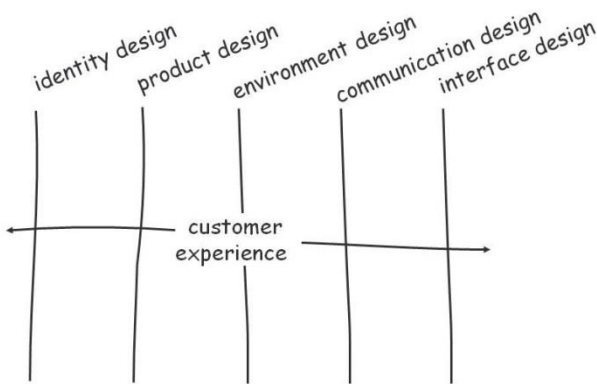 identity design
product design
environment design
communication design
interface design
customer
experience